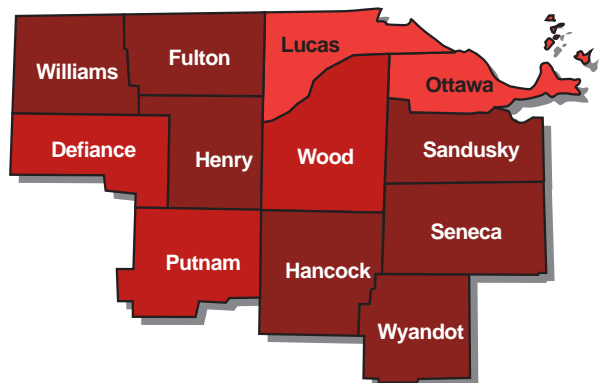 Lucas
Fulton
Williams
Ottawa
Defiance
Henry
Wood
Sandusky
Seneca
Putnam
Hancock
Wyandot